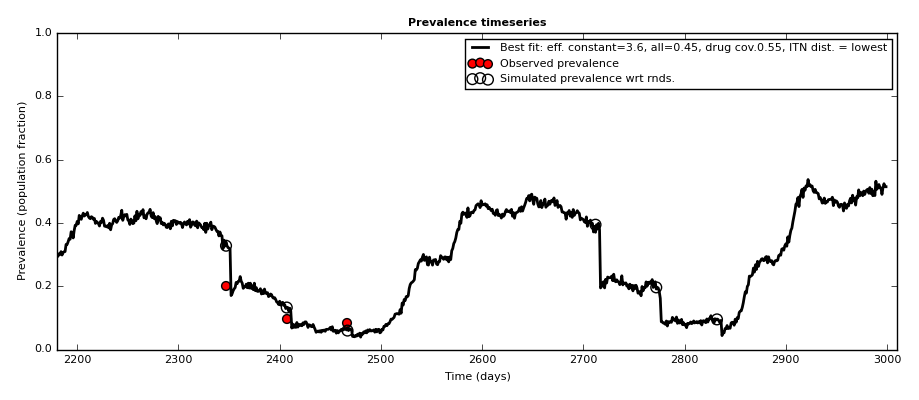 Prevalence timeseries
Best fit: eff. constant=3.6, all=0.45, drug cov.0.55, ITN dist. = lowest
Observed prevalence
Simulated prevalence wrt rnds.
Prevalence (population fraction)
1.0
0.8
0.6
0.4
0.2
0.0
2200 2300 2400 2500 2600 2700 2800 2900 3000
Time (days)